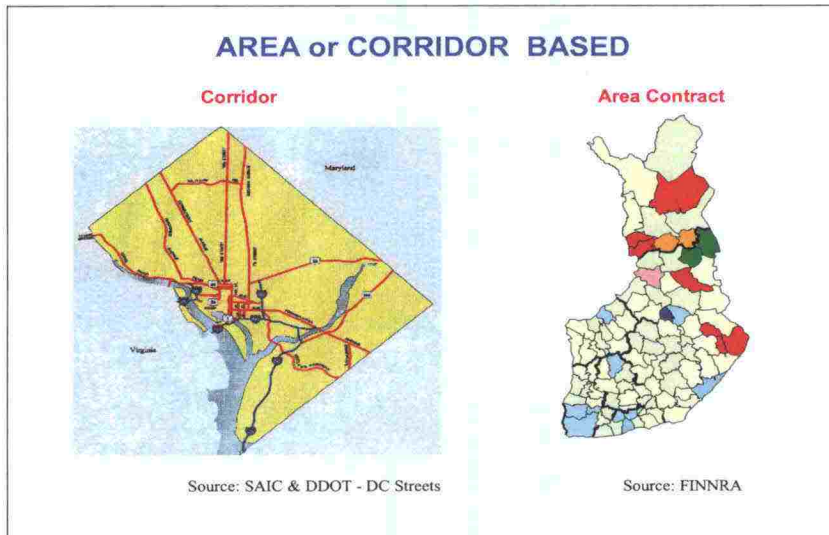 AREA or CORRIDOR BASED
Corridor
Area Contract
Maryland
Virginia
Source: SAIC & DDOT - DC Streets
Source: FINNRA